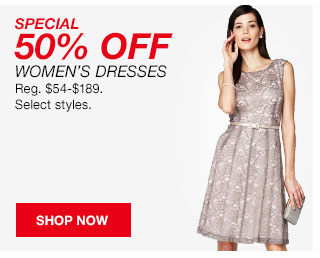 SPECIAL
50% OFF
WOMEN'S DRESSES
Reg. $54-$189.
Select styles.
SHOP NOW